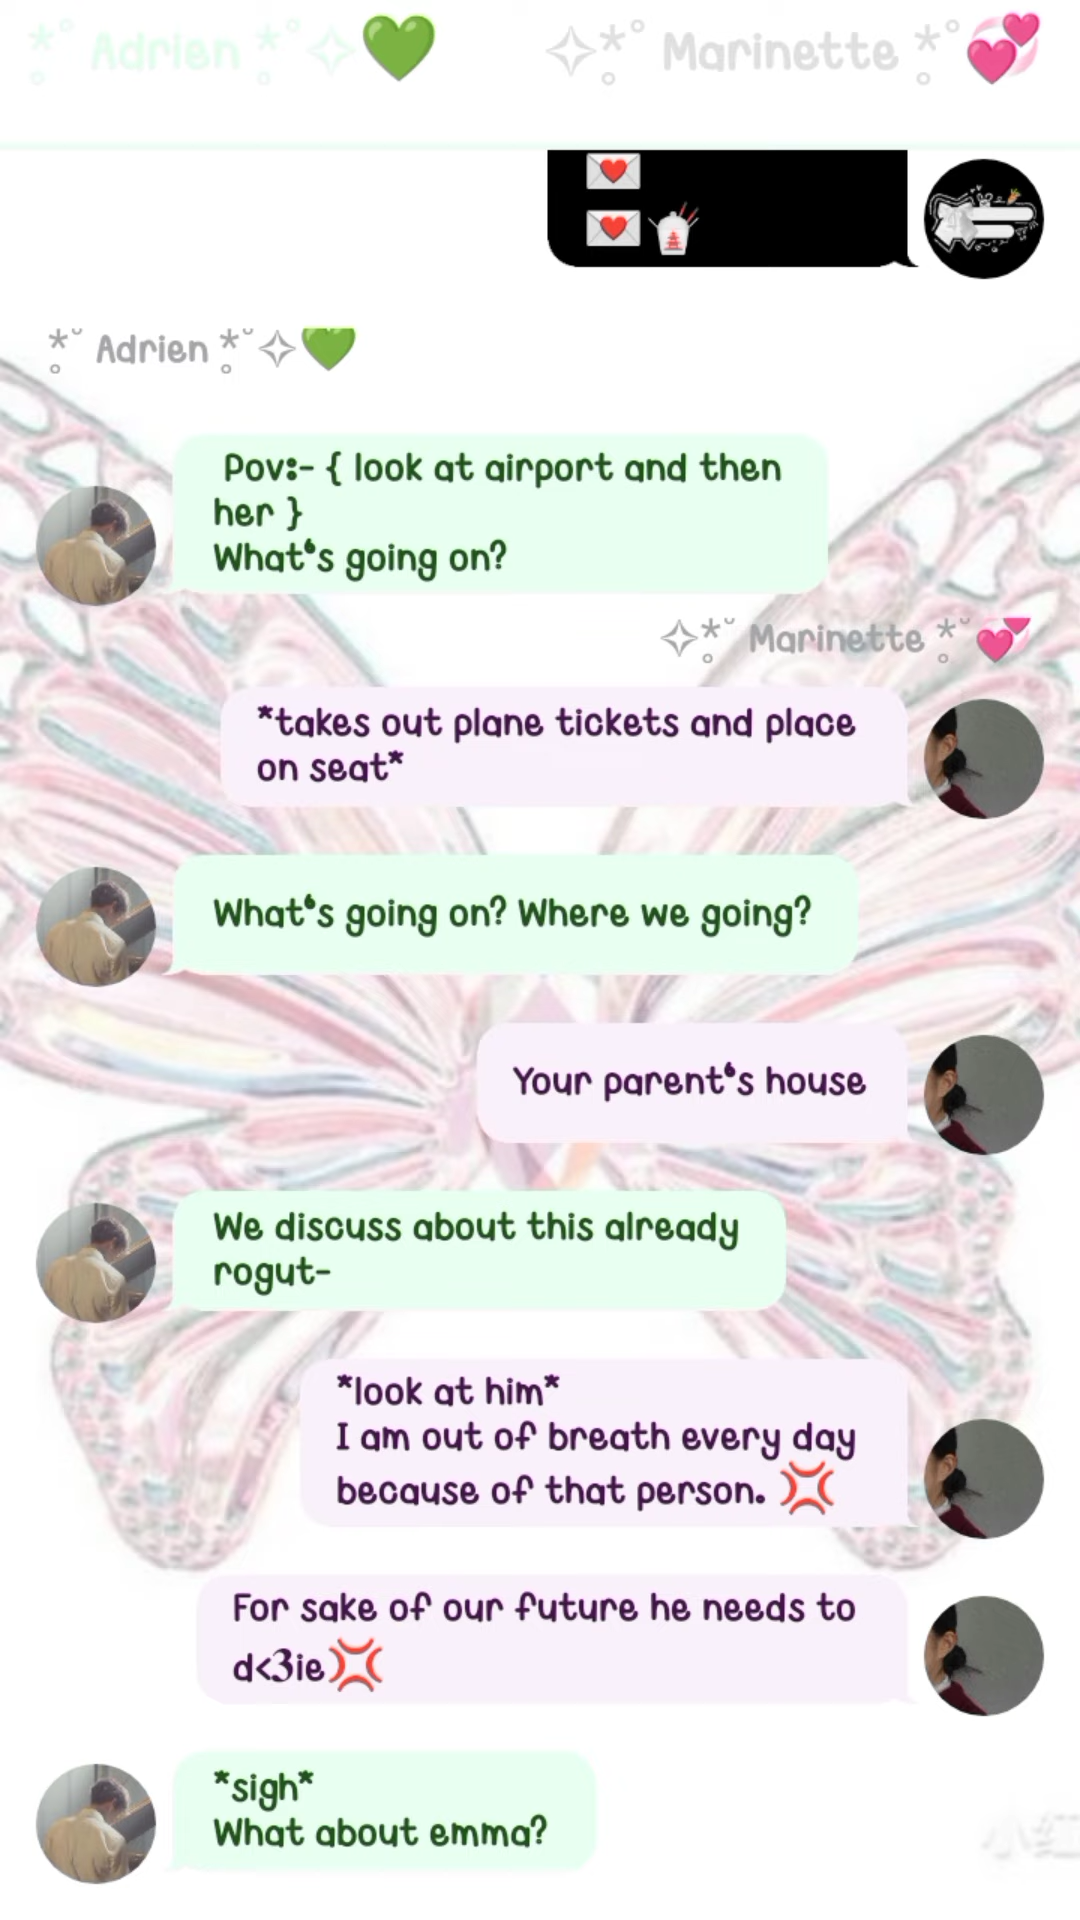 *° Adrien *°✧💚 ✧*° Marinette *°💞
💌
💌🥡
*° Adrien *°✧💚
Pov:- { look at airport and then
her }
What's going on?
✧*° Marinette *°💞
*takes out plane tickets and place
on seat*
What's going on? Where we going?
Your parent's house
We discuss about this already
rogut-
*look at him*
I am out of breath every day
because of that person. 💢
For sake of our future he needs to
d<3ie💢
*sigh*
What about emma?
小红